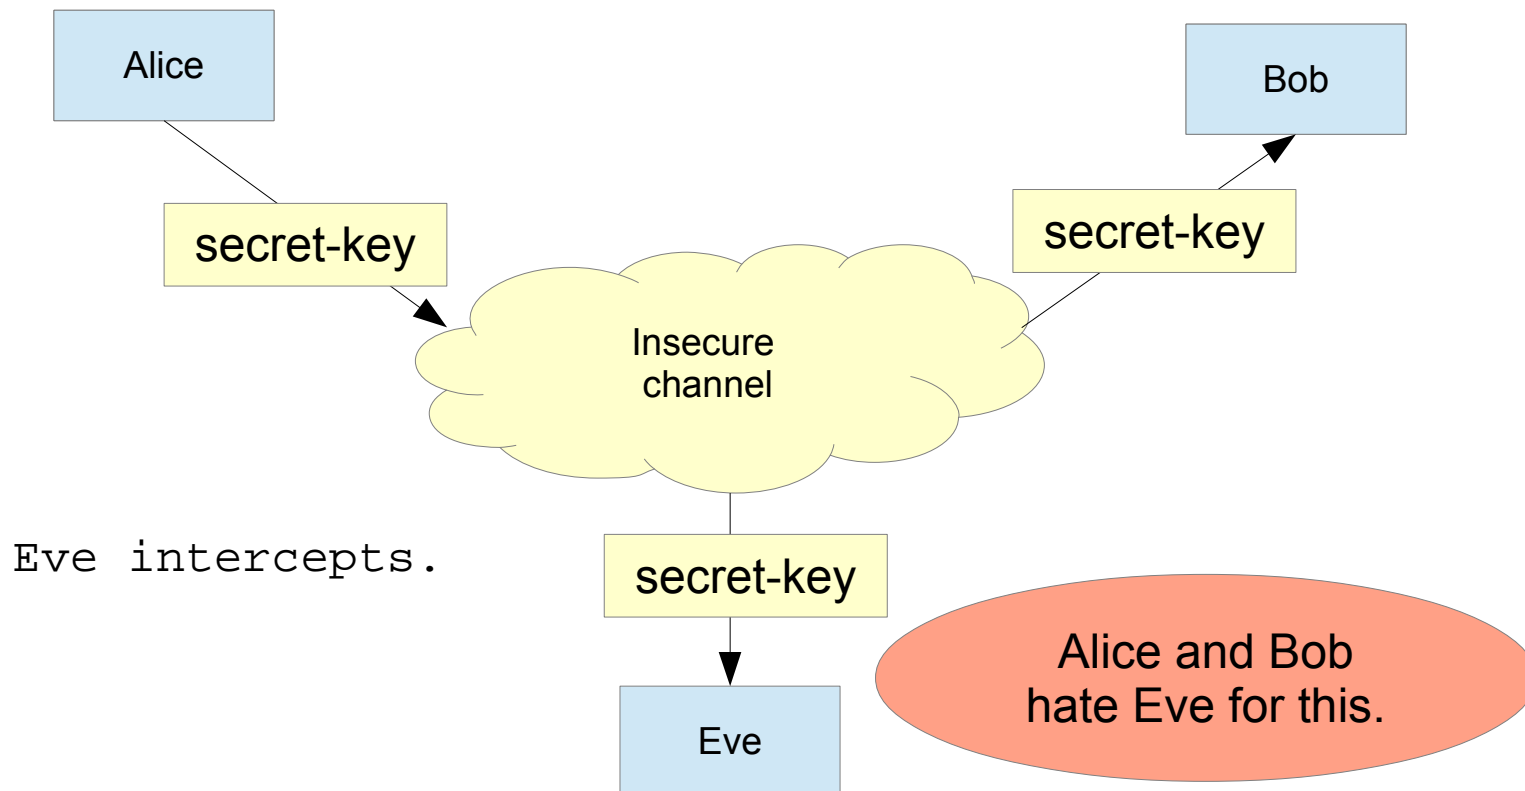 Alice
Bob
secret-key
secret-key
Insecure
channel
Eve intercepts.
secret-key
Alice and Bob
hate Eve for this.
Eve